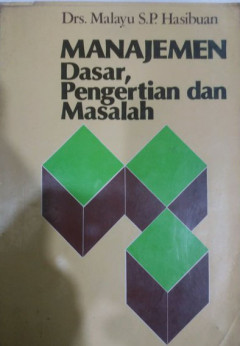 Drs. Malayu S.P. Hasibuan
MANAJEMEN
Dasar,
Pengertian dan
Masalah